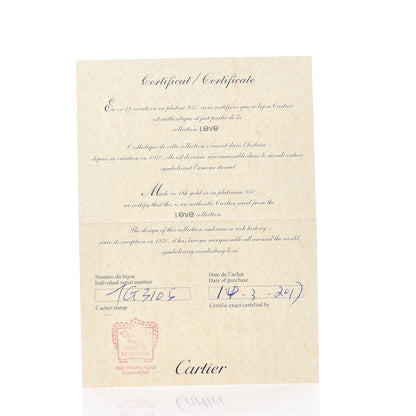 Certificat / Certificate
En or 18 carats ou en platine 950, nous certifions que ce bijou Cartier
est authentique et fait partie de la
collection LOVE
L'esthétique de cette collection s'inscrit dans l'histoire
depuis sa création en 1970, elle est devenue reconnaissable dans le monde entier
symbolisant l'amour éternel.
Made in 18k gold or in platinum 950,
we certify that this is an authentic Cartier jewel from the
LOVE collection.
The design of this collection embraces a rich history
since its inception in 1970, it has become recognizable all around the world,
symbolizing everlasting love.
Numéro du bijou
Individual serial number
Date de l'achat
Date of purchase
14-3-2017
Cachet stamp
Certifié exact certified by
Cartier